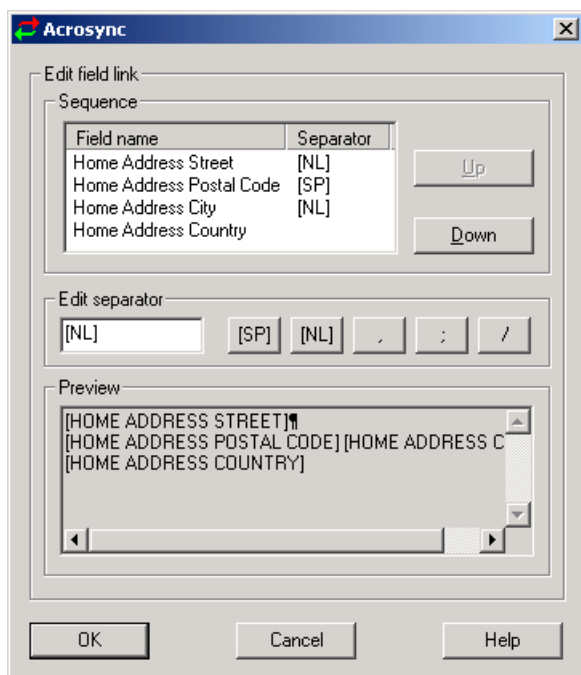 Acrosync
Edit field link
Sequence
Field name Separator
Home Address Street [NL]
Home Address Postal Code [SP]
Home Address City [NL]
Home Address Country
Up
Down
Edit separator
[NL] [SP] [NL] , ; /
Preview
[HOME ADDRESS STREET]¶
[HOME ADDRESS POSTAL CODE] [HOME ADDRESS C
[HOME ADDRESS COUNTRY]
OK Cancel Help